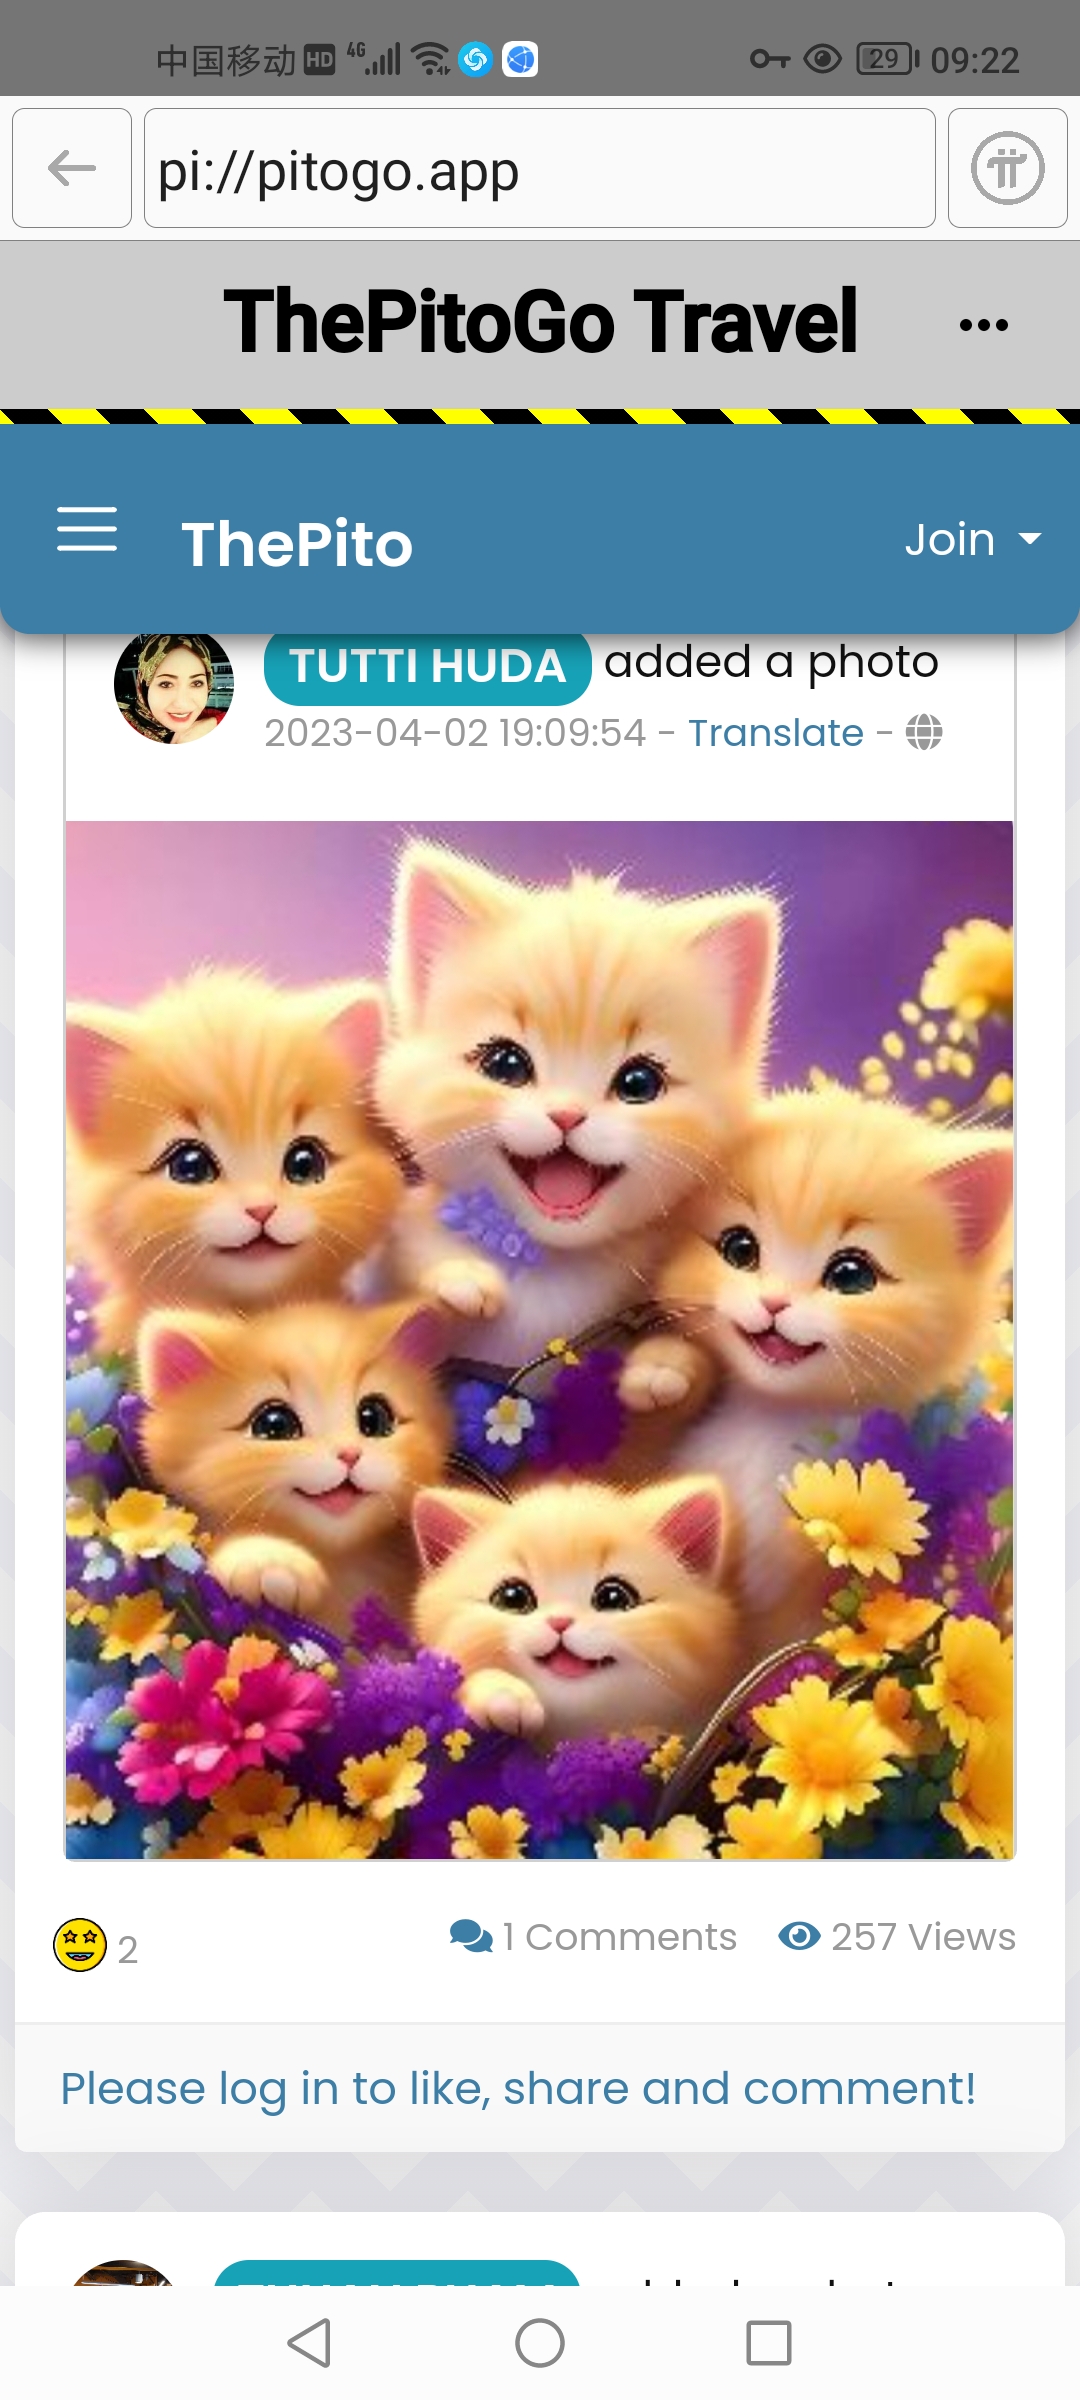 中国移动 HD 4G 29 09:22
pi://pitogo.app
ThePitoGo Travel
ThePito
Join
TUTTI HUDA added a photo
2023-04-02 19:09:54 - Translate -
2
1 Comments
257 Views
Please log in to like, share and comment!